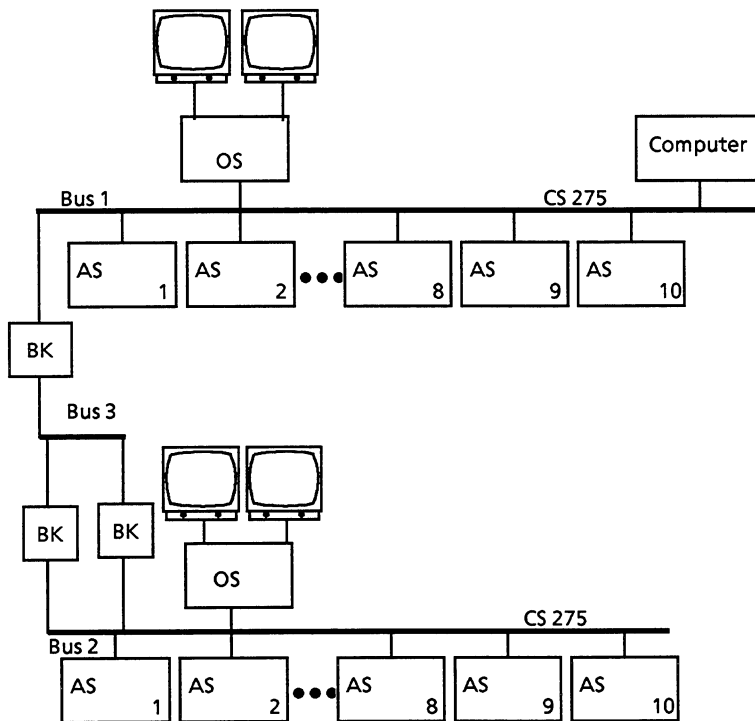 OS
Computer
Bus 1
CS 275
AS 1
AS 2
AS 8
AS 9
AS 10
BK
Bus 3
BK
BK
OS
CS 275
Bus 2
AS 1
AS 2
AS 8
AS 9
AS 10